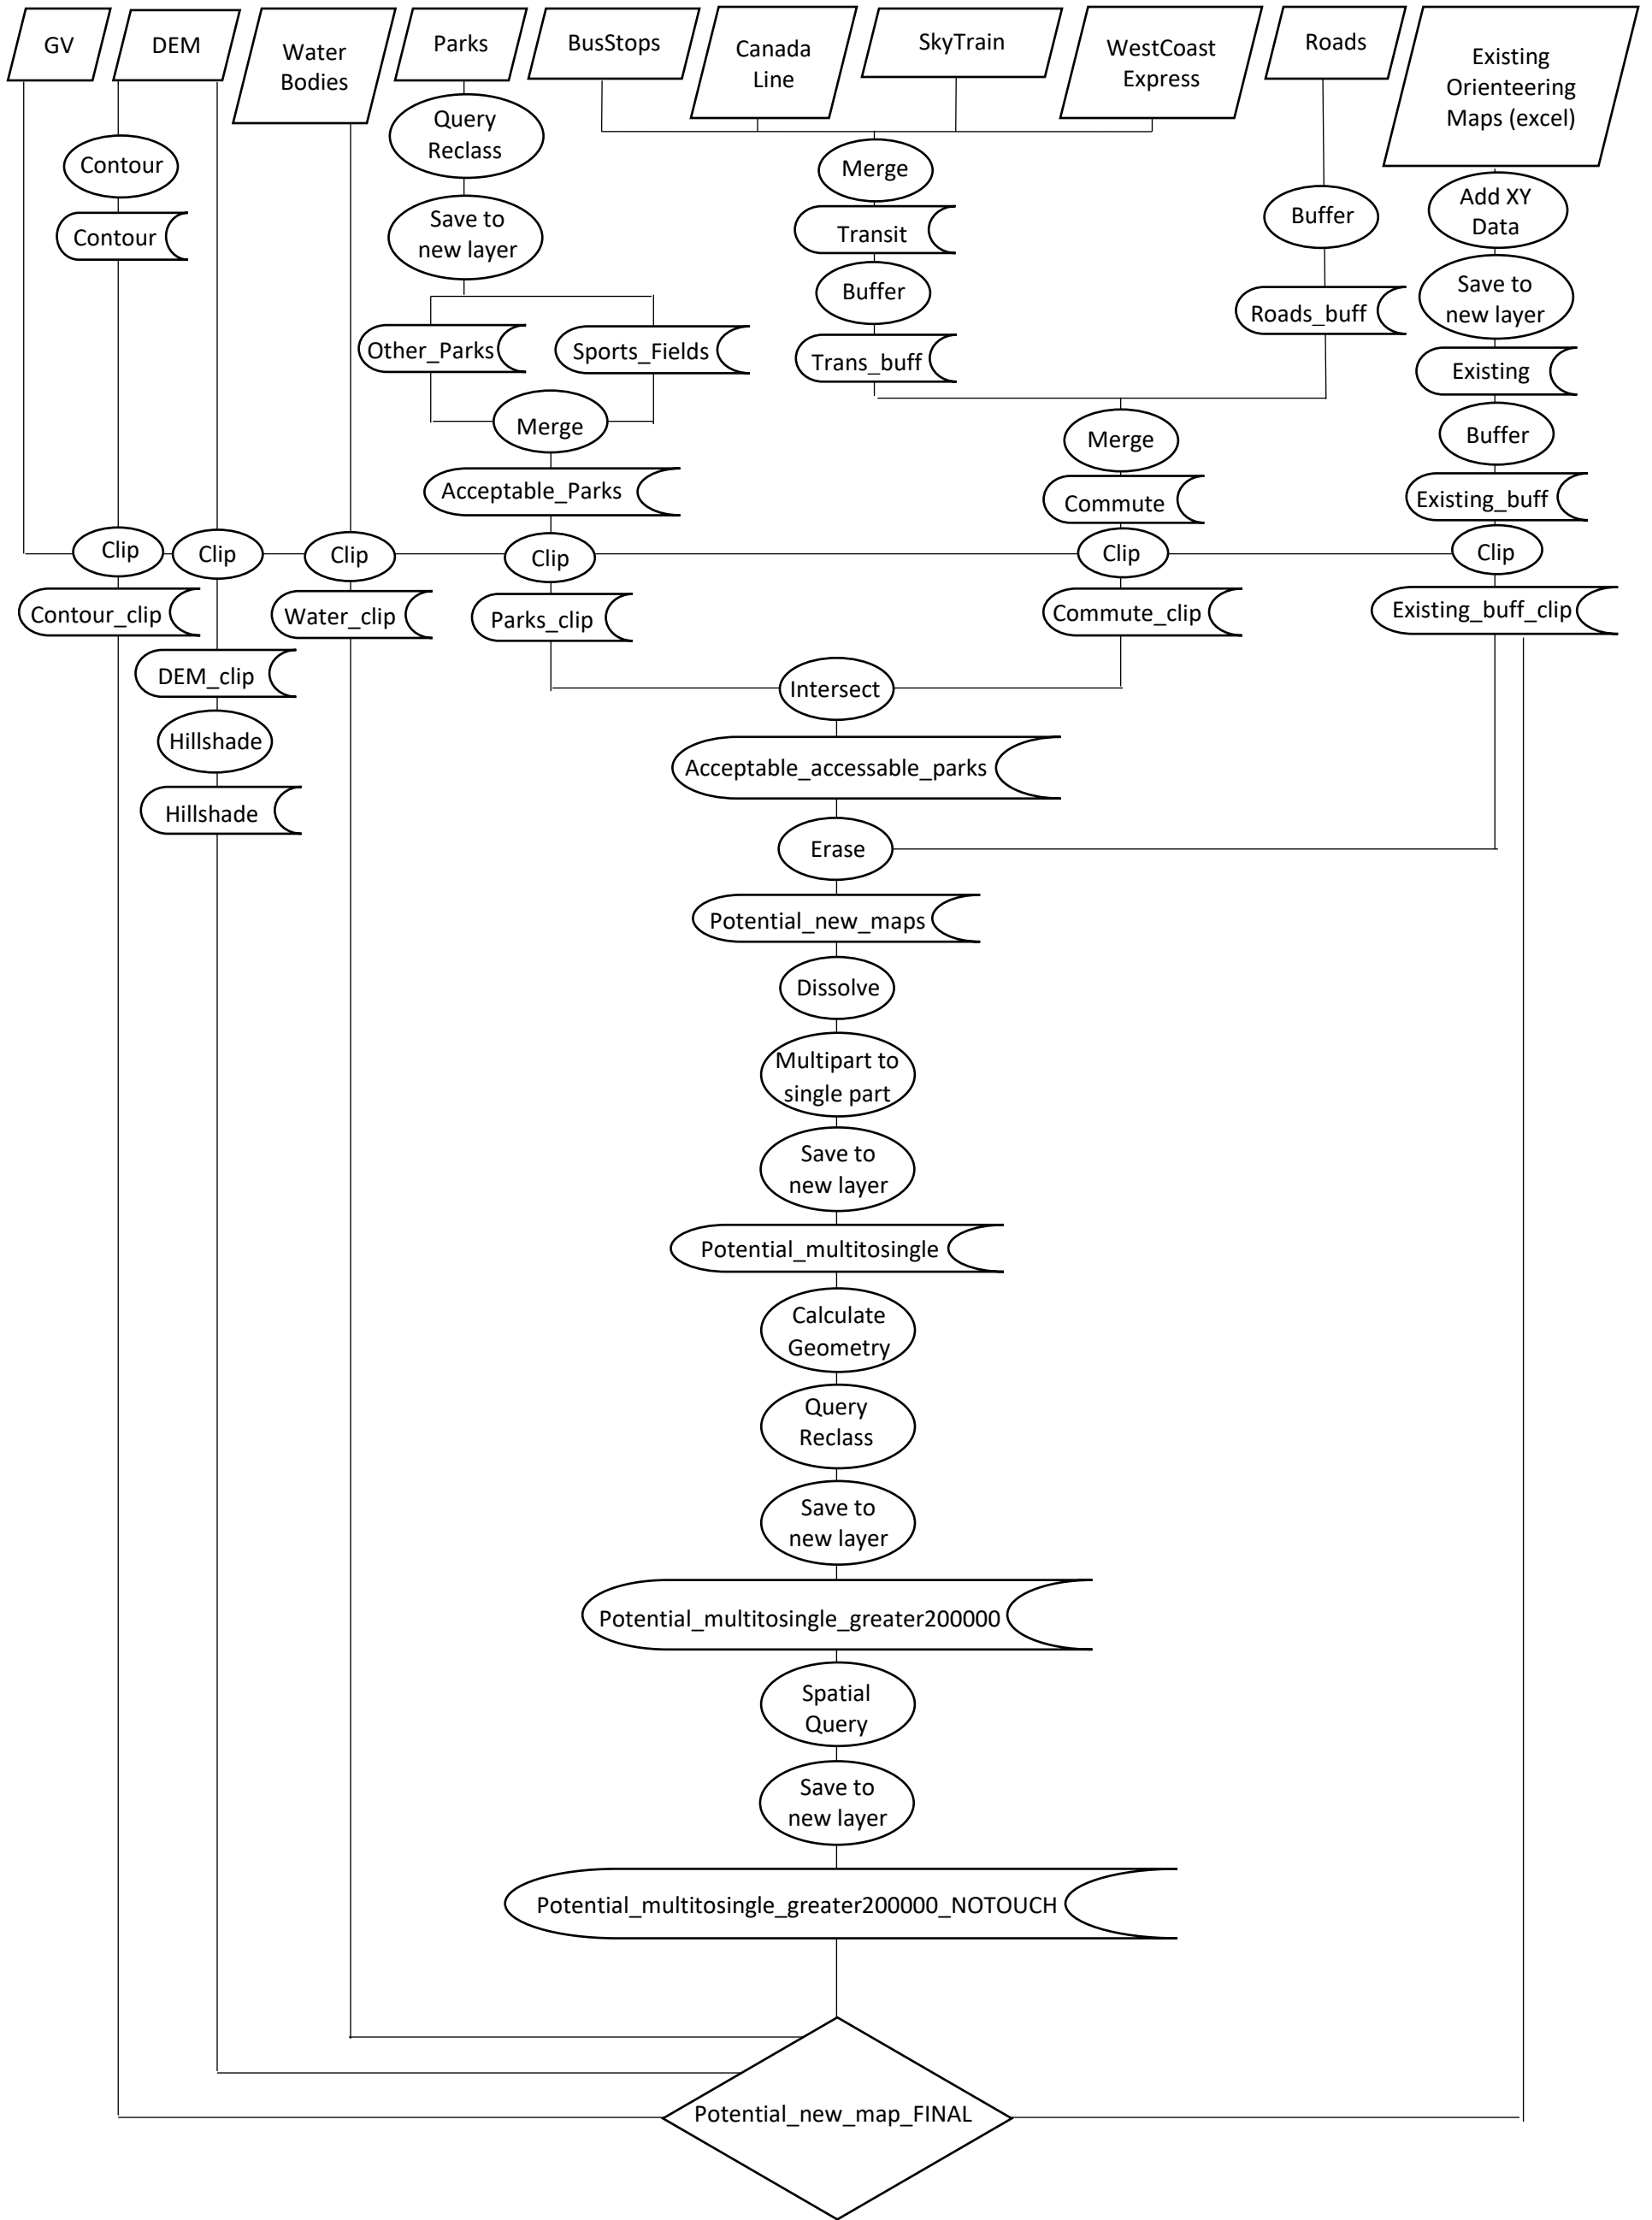 GV
DEM
Water
Bodies
Parks
BusStops
Canada
Line
SkyTrain
WestCoast
Express
Roads
Existing
Orienteering
Maps (excel)
Contour
Contour
Query
Reclass
Save to
new layer
Other_Parks
Sports_Fields
Merge
Acceptable_Parks
Merge
Transit
Buffer
Trans_buff
Buffer
Roads_buff
Merge
Commute
Add XY
Data
Save to
new layer
Existing
Buffer
Existing_buff
Clip
Clip
Clip
Clip
Clip
Clip
Contour_clip
DEM_clip
Hillshade
Hillshade
Water_clip
Parks_clip
Commute_clip
Existing_buff_clip
Intersect
Acceptable_accessable_parks
Erase
Potential_new_maps
Dissolve
Multipart to
single part
Save to
new layer
Potential_multitosingle
Calculate
Geometry
Query
Reclass
Save to
new layer
Potential_multitosingle_greater200000
Spatial
Query
Save to
new layer
Potential_multitosingle_greater200000_NOTOUCH
Potential_new_map_FINAL